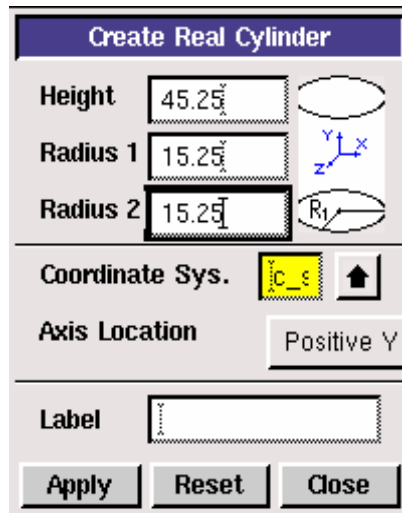 Create Real Cylinder
Height 45.25
Radius 1 15.25
Y X
Z
Radius 2 15.25 R1
Coordinate Sys. c_s
Axis Location Positive Y
Label
Apply Reset Close